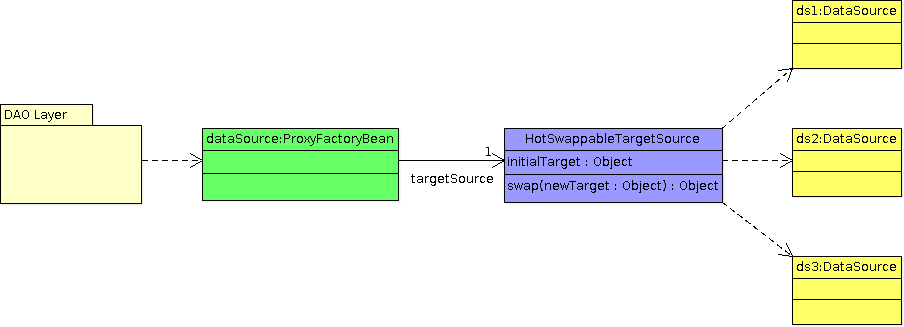 ds1:DataSource
DAO Layer
dataSource:ProxyFactoryBean
1
targetSource
HotSwappableTargetSource
initialTarget : Object
swap(newTarget : Object) : Object
ds2:DataSource
ds3:DataSource